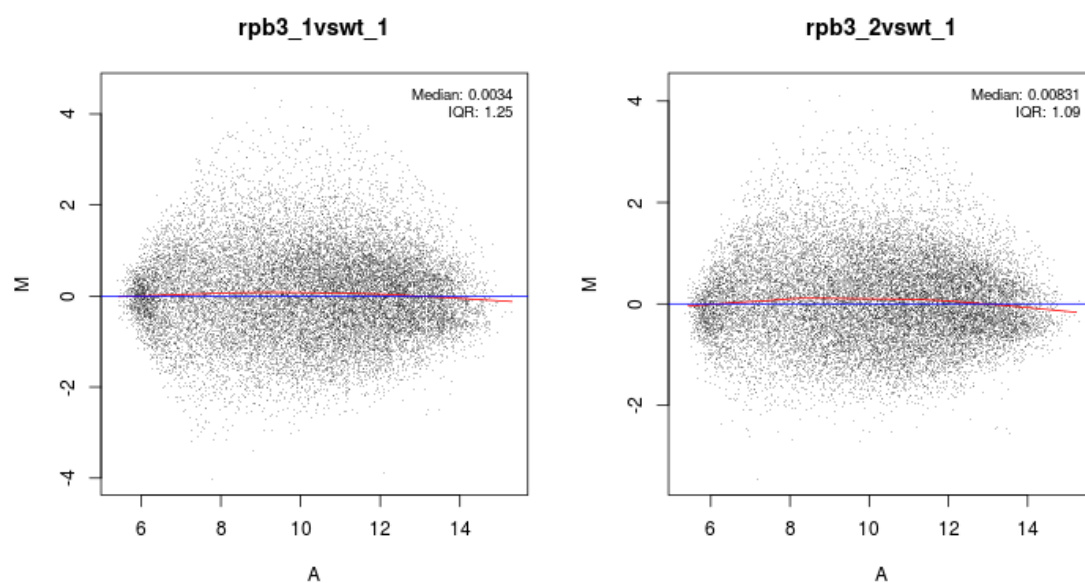 rpb3_1vswt_1
Median: 0.0034
IQR: 1.25
4
2
0
-2
-4
M
6
8
10
12
14
A
rpb3_2vswt_1
Median: 0.00831
IQR: 1.09
4
2
0
-2
M
6
8
10
12
14
A